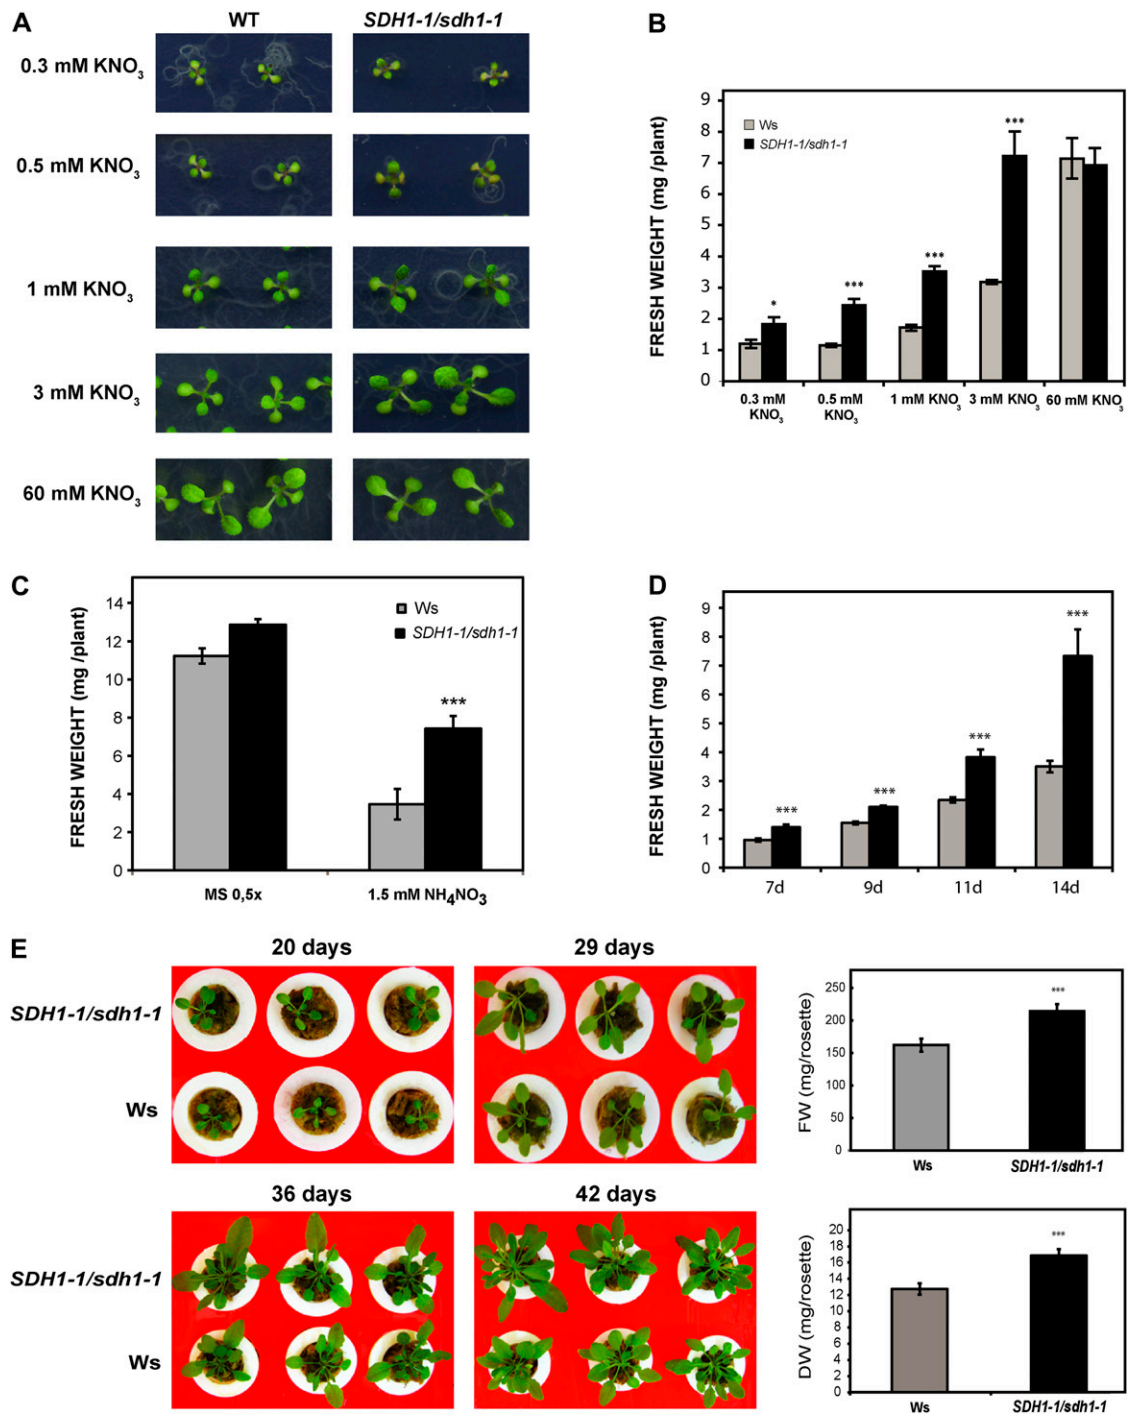 A
WT
SDH1-1/sdh1-1
0.3 mM KNO3
0.5 mM KNO3
1 mM KNO3
3 mM KNO3
60 mM KNO3
B
FRESH WEIGHT (mg /plant)
9
8
7
6
5
4
3
2
1
0
Ws
SDH1-1/sdh1-1
*
***
***
***
0.3 mM
KNO3
0.5 mM
KNO3
1 mM KNO3
3 mM KNO3
60 mM KNO3
C
FRESH WEIGHT (mg /plant)
14
12
10
8
6
4
2
0
Ws
SDH1-1/sdh1-1
***
MS 0,5x
1.5 mM NH4NO3
D
FRESH WEIGHT (mg /plant)
9
8
7
6
5
4
3
2
1
0
***
***
***
***
7d
9d
11d
14d
E
20 days
29 days
SDH1-1/sdh1-1
Ws
36 days
42 days
SDH1-1/sdh1-1
Ws
FW (mg/rosette)
250
200
150
100
50
0
***
Ws
SDH1-1/sdh1-1
DW (mg/rosette)
20
18
16
14
12
10
8
6
4
2
0
***
Ws
SDH1-1/sdh1-1